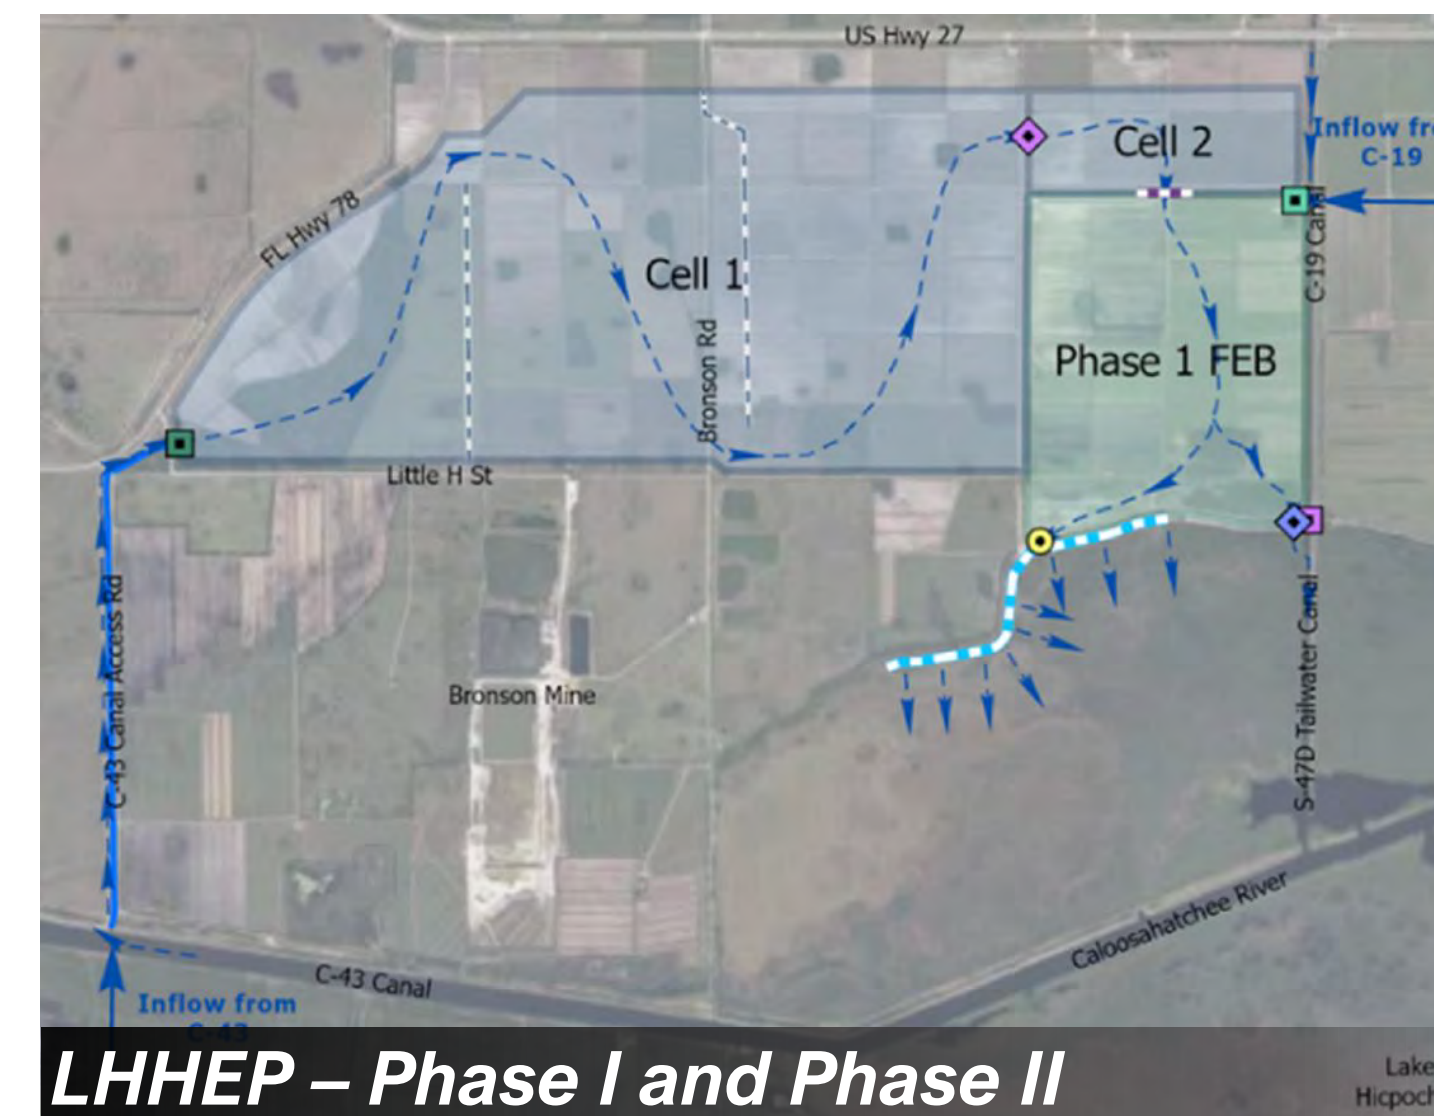 US Hwy 27
Inflow
C-19
Cell 2
FL Hwy 78
C-19 Canal
Cell 1
Bronson Rd
Phase 1 FEB
Little H St
C-43 Canal Access Rd
Bronson Mine
S-47D Tailwater Canal
Caloosahatchee River
C-43 Canal
Inflow from
C-43
LHHEP – Phase I and Phase II
Lake